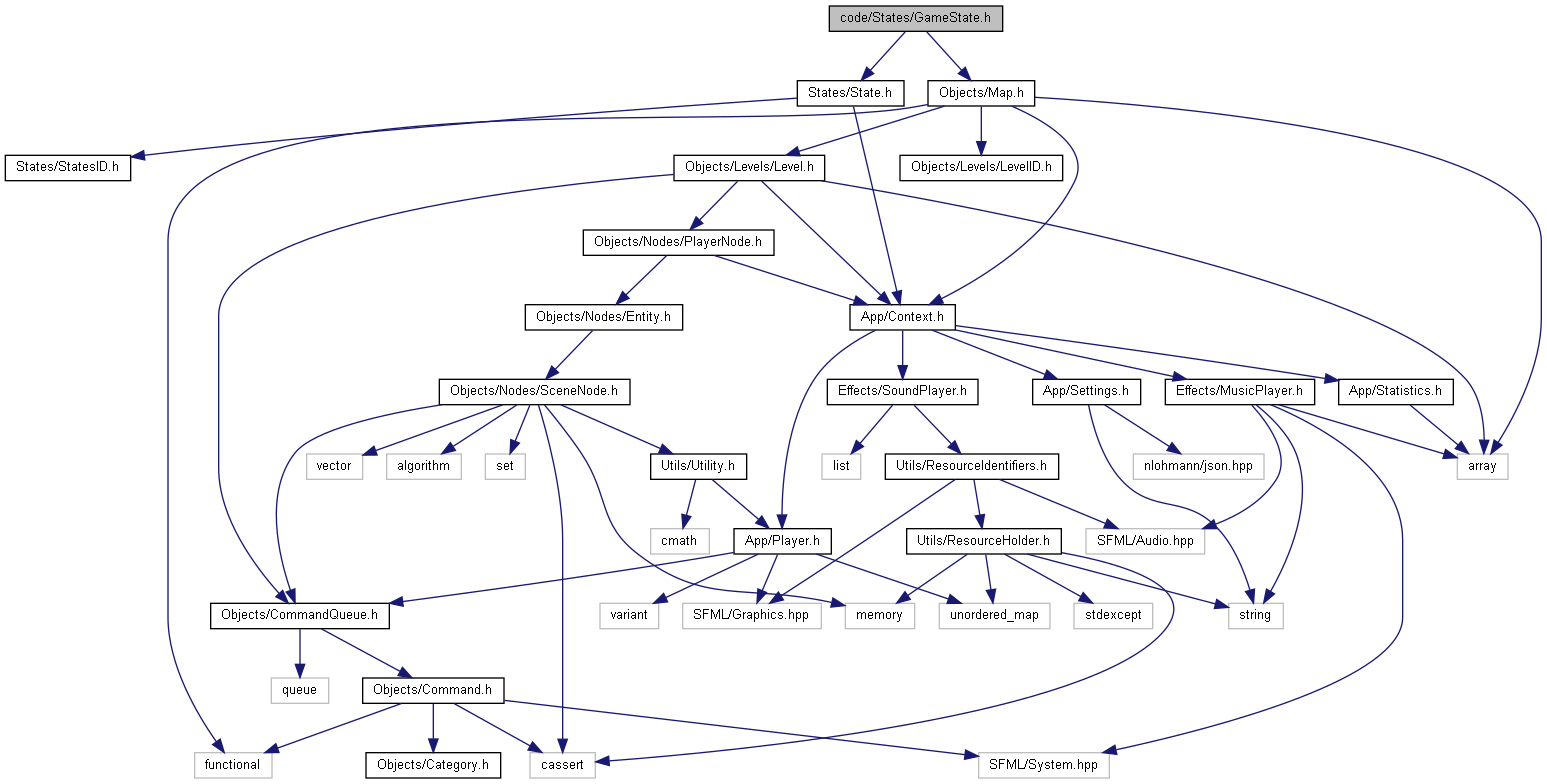 code/States/GameState.h
States/State.h
Objects/Map.h
States/StatesID.h
Objects/Levels/Level.h
Objects/Levels/LevelID.h
Objects/Nodes/PlayerNode.h
Objects/Nodes/Entity.h
App/Context.h
Objects/Nodes/SceneNode.h
Effects/SoundPlayer.h
App/Settings.h
Effects/MusicPlayer.h
App/Statistics.h
vector
algorithm
set
Utils/Utility.h
list
Utils/ResourceIdentifiers.h
nlohmann/json.hpp
array
cmath
App/Player.h
Utils/ResourceHolder.h
SFML/Audio.hpp
Objects/CommandQueue.h
variant
SFML/Graphics.hpp
memory
unordered_map
stdexcept
string
queue
Objects/Command.h
functional
Objects/Category.h
cassert
SFML/System.hpp